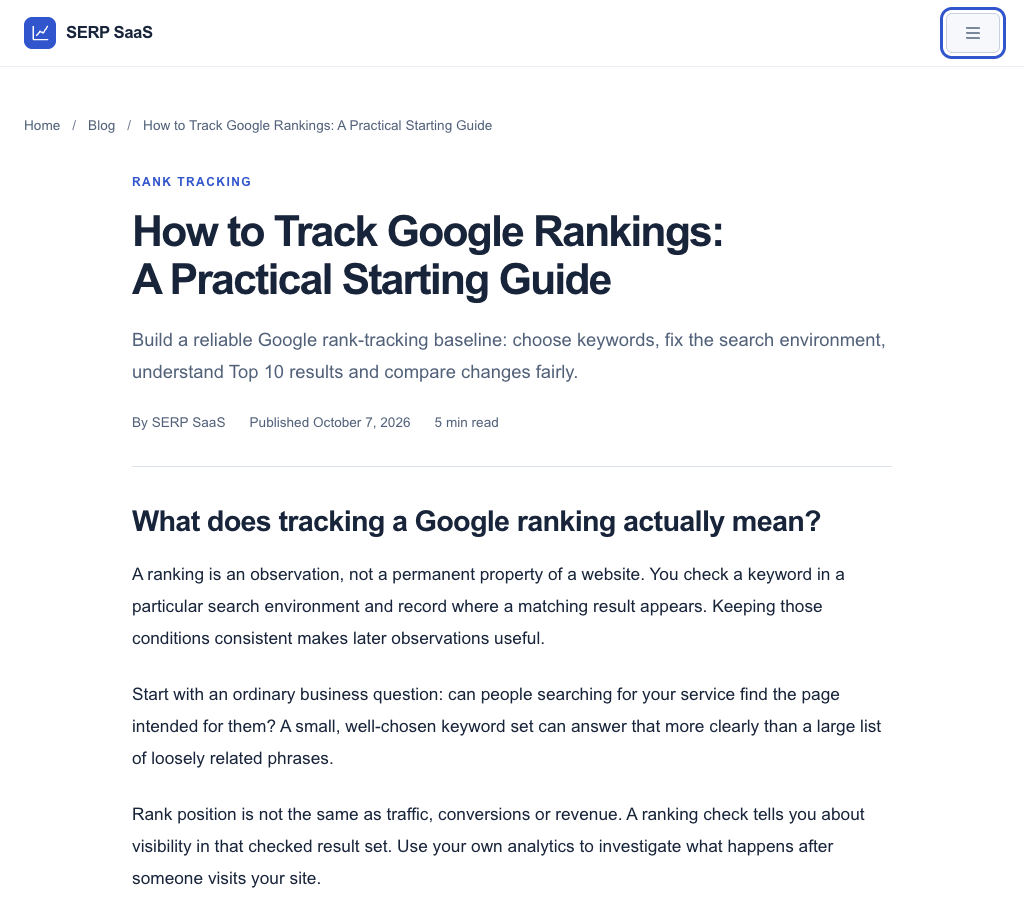 SERP SaaS
Home / Blog / How to Track Google Rankings: A Practical Starting Guide
RANK TRACKING
How to Track Google Rankings:
A Practical Starting Guide
Build a reliable Google rank-tracking baseline: choose keywords, fix the search environment,
understand Top 10 results and compare changes fairly.
By SERP SaaS Published October 7, 2026 5 min read
What does tracking a Google ranking actually mean?
A ranking is an observation, not a permanent property of a website. You check a keyword in a
particular search environment and record where a matching result appears. Keeping those
conditions consistent makes later observations useful.
Start with an ordinary business question: can people searching for your service find the page
intended for them? A small, well-chosen keyword set can answer that more clearly than a large list
of loosely related phrases.
Rank position is not the same as traffic, conversions or revenue. A ranking check tells you about
visibility in that checked result set. Use your own analytics to investigate what happens after
someone visits your site.